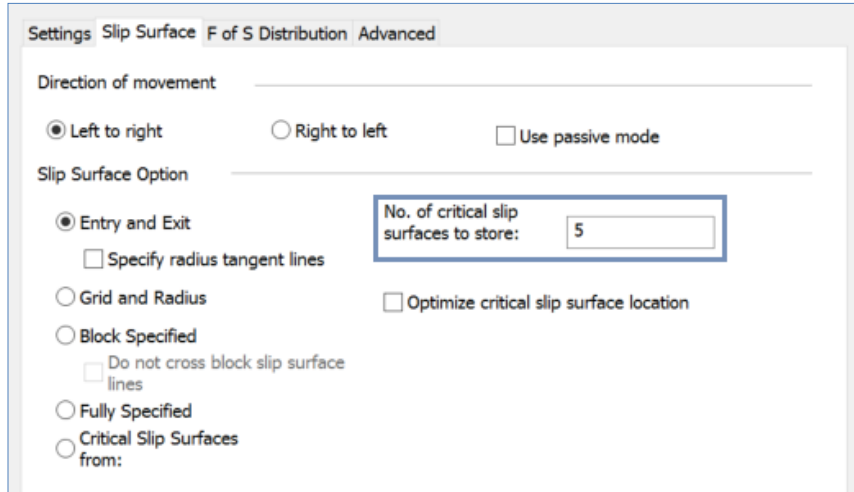 Settings Slip Surface F of S Distribution Advanced
Direction of movement
Left to right Right to left Use passive mode
Slip Surface Option
Entry and Exit
No. of critical slip
surfaces to store: 5
Specify radius tangent lines
Grid and Radius Optimize critical slip surface location
Block Specified
Do not cross block slip surface
lines
Fully Specified
Critical Slip Surfaces
from: